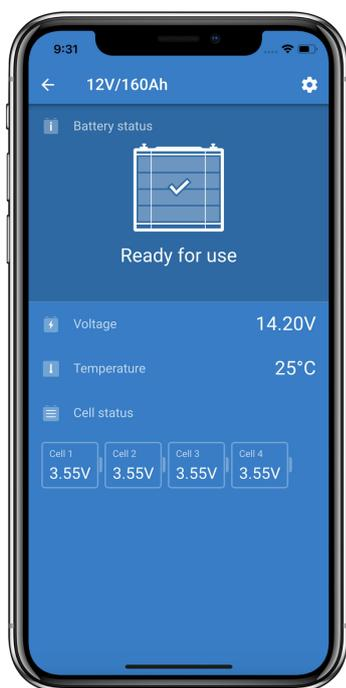 9:31
12V/160Ah
Battery status
Ready for use
Voltage 14.20V
Temperature 25°C
Cell status
Cell 1 Cell 2 Cell 3 Cell 4
3.55V 3.55V 3.55V 3.55V